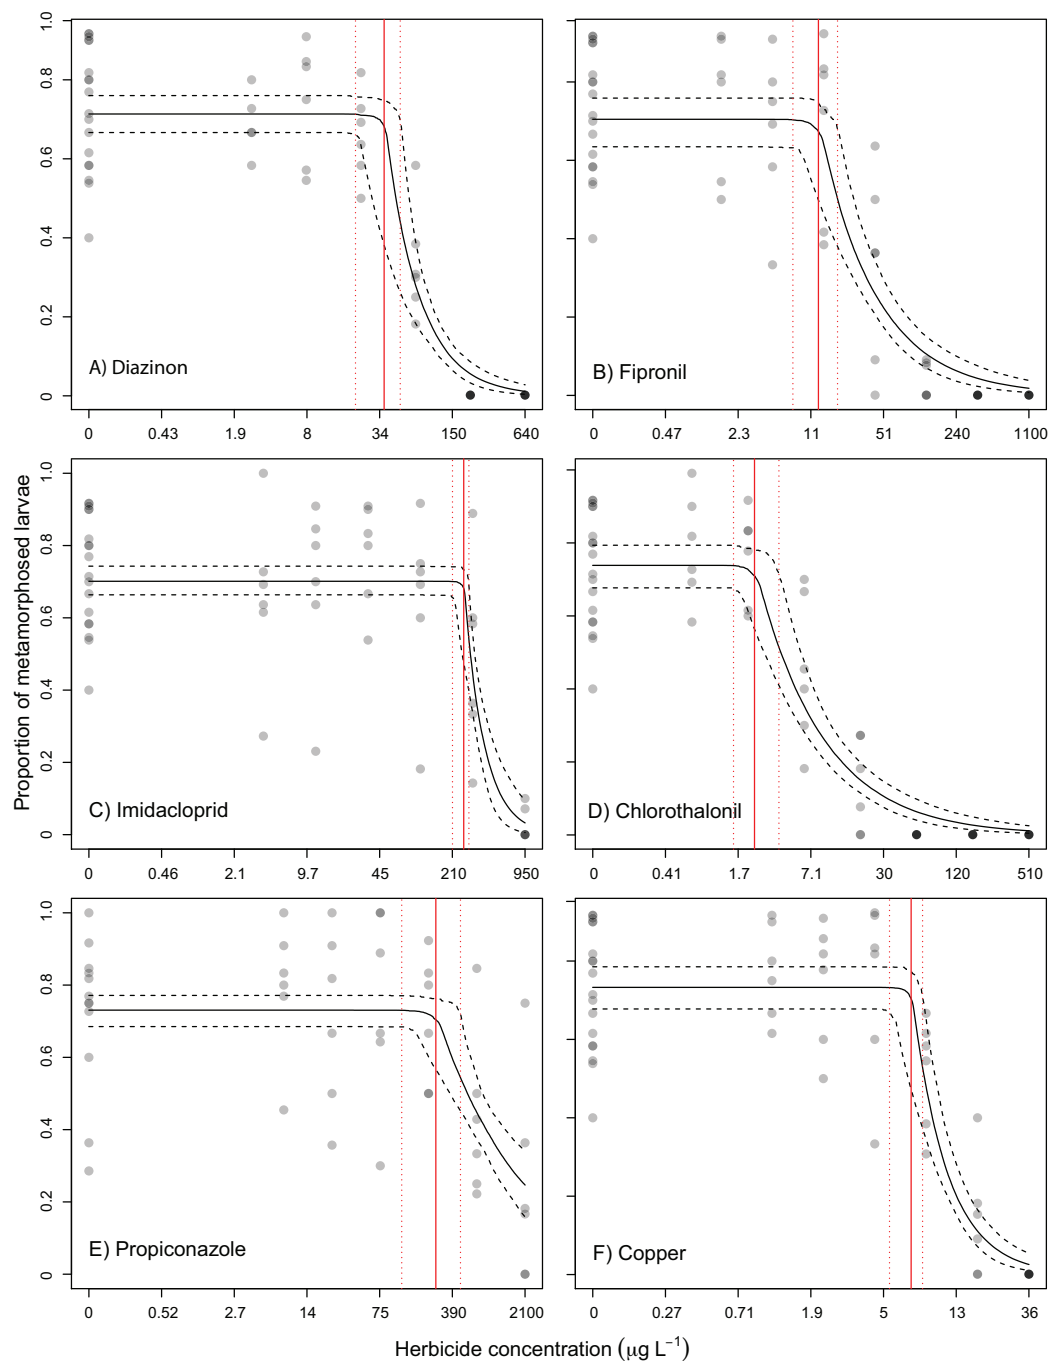 1.0
0.8
0.6
0.4
0.2
0
A) Diazinon
0 0.43 1.9 8 34 150 640
B) Fipronil
0 0.47 2.3 11 51 240 1100
Proportion of metamorphosed larvae
1.0
0.8
0.6
0.4
0.2
0
C) Imidacloprid
0 0.46 2.1 9.7 45 210 950
D) Chlorothalonil
0 0.41 1.7 7.1 30 120 510
1.0
0.8
0.6
0.4
0.2
0
E) Propiconazole
0 0.52 2.7 14 75 390 2100
F) Copper
0 0.27 0.71 1.9 5 13 36
Herbicide concentration (μg L⁻¹)